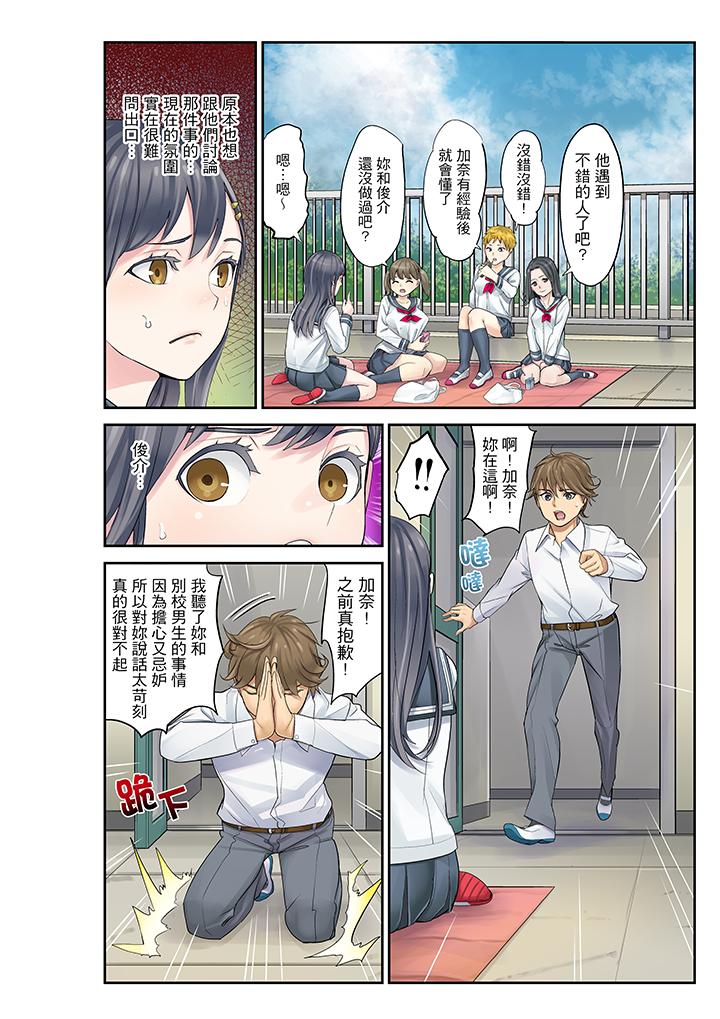 他遇到
不錯的人了吧？
沒錯沒錯！
加奈有經驗後
就會懂了
妳和俊介
還沒做過吧？
嗯…嗯～
原本也想
跟他們討論
那件事的…
現在的氛圍
實在很難
問出口…
啊！加奈！
妳在這啊！
噠
噠
!!
俊介…
加奈！
之前真抱歉！
我聽了妳和
別校男生的事情
因為擔心又忌妒
所以對妳說話太苛刻
真的很對不起
跪下